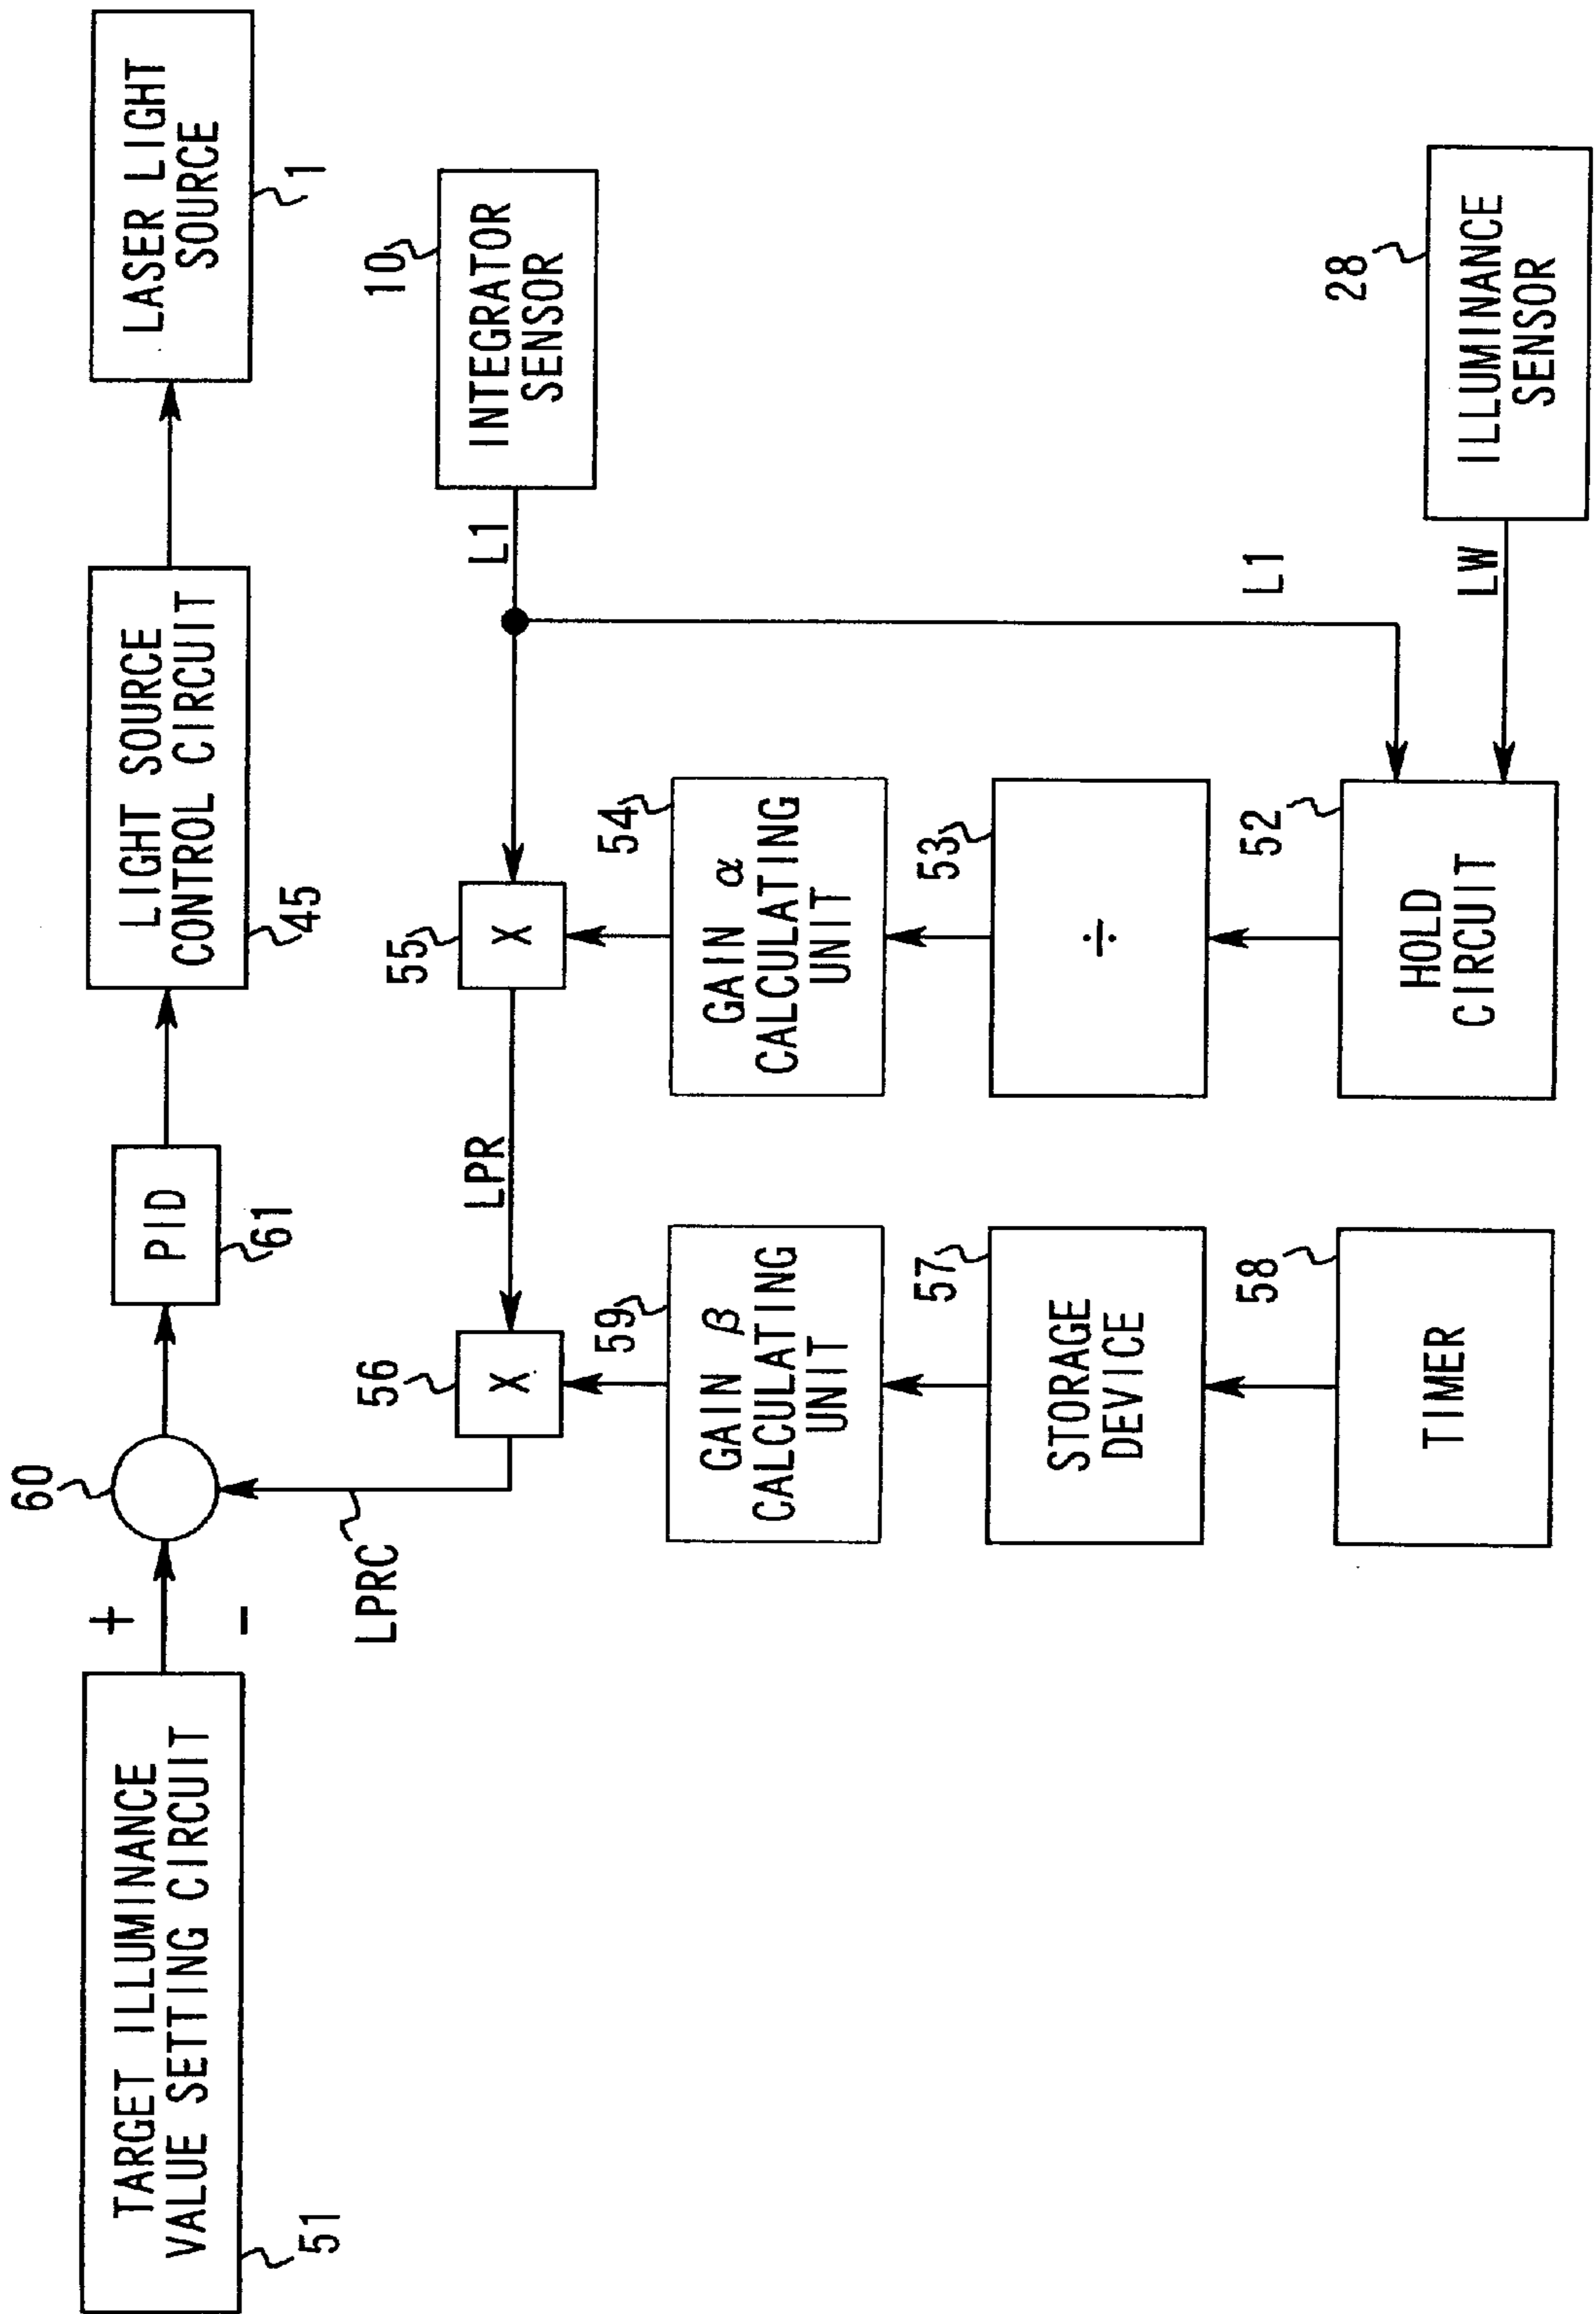 TARGET ILLUMINANCE
VALUE SETTING CIRCUIT
51
+
-
60
LPRC
PID
61
LIGHT SOURCE
CONTROL CIRCUIT
45
LASER LIGHT
SOURCE
1
56
X
LPR
55
X
L1
10
INTEGRATOR
SENSOR
59
GAIN β
CALCULATING
UNIT
54
GAIN α
CALCULATING
UNIT
57
STORAGE
DEVICE
53
÷
L1
58
TIMER
52
HOLD
CIRCUIT
LW
28
ILLUMINANCE
SENSOR